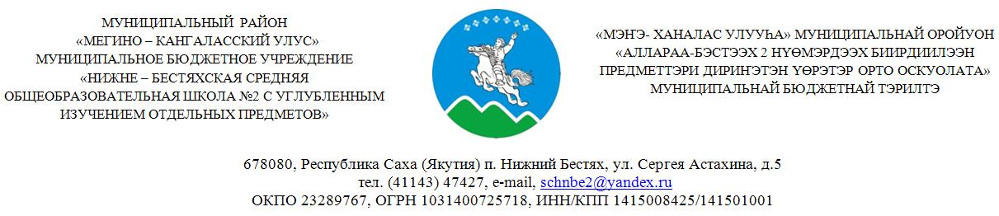 МУНИЦИПАЛЬНЫЙ РАЙОН
«МЕГИНО – КАНГАЛАССКИЙ УЛУС»
МУНИЦИПАЛЬНОЕ БЮДЖЕТНОЕ УЧРЕЖДЕНИЕ
«НИЖНЕ – БЕСТЯХСКАЯ СРЕДНЯЯ
ОБЩЕОБРАЗОВАТЕЛЬНАЯ ШКОЛА №2 С УГЛУБЛЕННЫМ
ИЗУЧЕНИЕМ ОТДЕЛЬНЫХ ПРЕДМЕТОВ»
«МЭҤЭ- ХАНАЛАС УЛУУҺА» МУНИЦИПАЛЬНАЙ ОРОЙУОН
«АЛЛАРАА-БЭСТЭЭХ 2 НҮӨМЭРДЭЭХ БИИРДИИЛЭЭН
ПРЕДМЕТТЭРИ ДИРИҤЭТЭН ҮӨРЭТЭР ОРТО ОСКУОЛАТА»
МУНИЦИПАЛЬНАЙ БЮДЖЕТНАЙ ТЭРИЛТЭ
678080, Республика Саха (Якутия) п. Нижний Бестях, ул. Сергея Астахина, д.5
тел. (41143) 47427, e-mail, schnbe2@yandex.ru
ОКПО 23289767, ОГРН 1031400725718, ИНН/КПП 1415008425/141501001